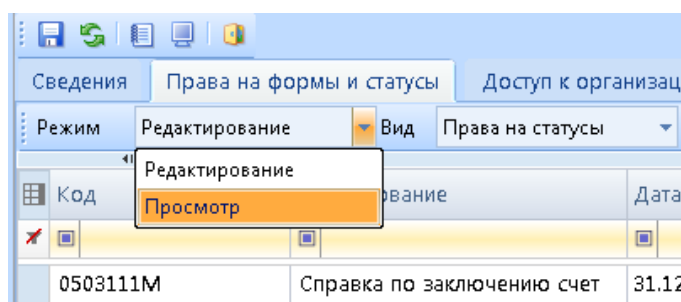 Сведения Права на формы и статусы Доступ к организац
Режим Редактирование Вид Права на статусы
Редактирование
Просмотр
Код ование Дата
0503111М Справка по заключению счет 31.12